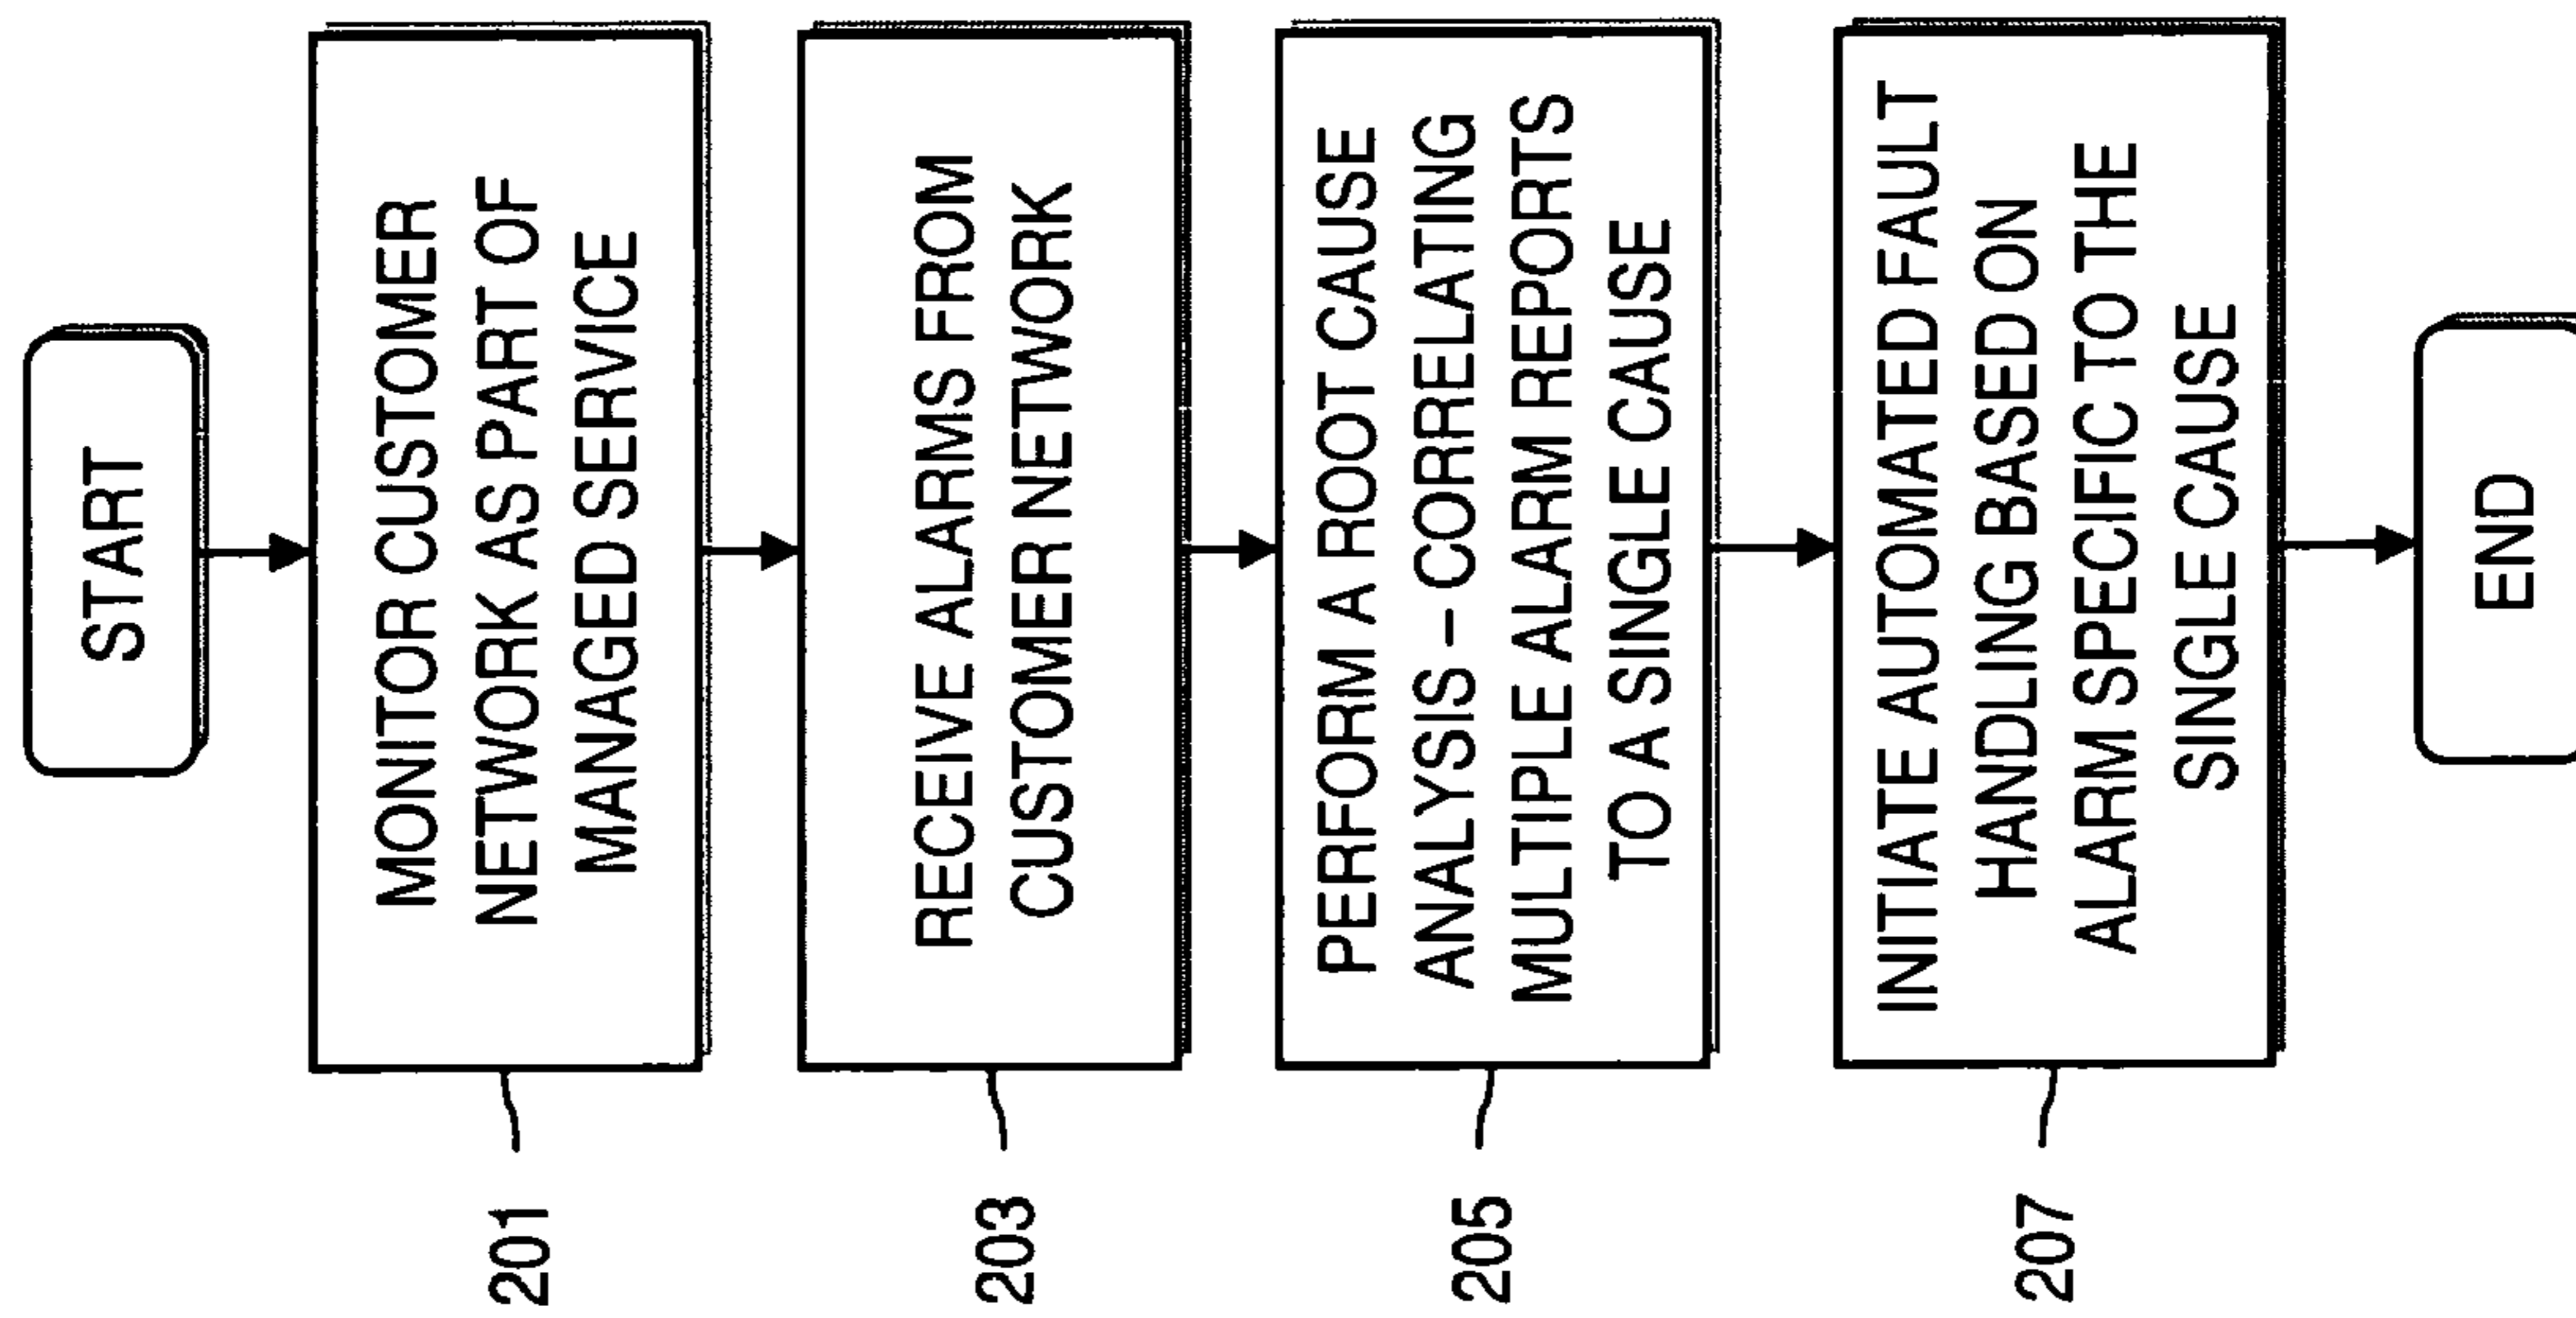 START
MONITOR CUSTOMER
NETWORK AS PART OF
MANAGED SERVICE
201
RECEIVE ALARMS FROM
CUSTOMER NETWORK
203
PERFORM A ROOT CAUSE
ANALYSIS – CORRELATING
MULTIPLE ALARM REPORTS
TO A SINGLE CAUSE
205
INITIATE AUTOMATED FAULT
HANDLING BASED ON
ALARM SPECIFIC TO THE
SINGLE CAUSE
207
END